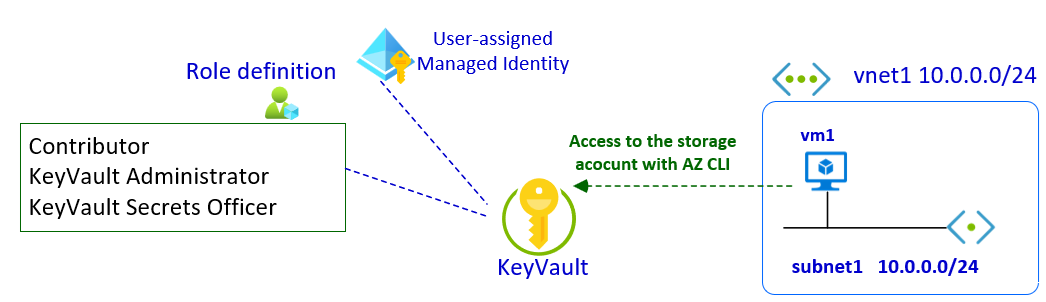 User-assigned
Managed Identity
Role definition
vnet1 10.0.0.0/24
Contributor
KeyVault Administrator
KeyVault Secrets Officer
Access to the storage
acocunt with AZ CLI
vm1
KeyVault
subnet1 10.0.0.0/24